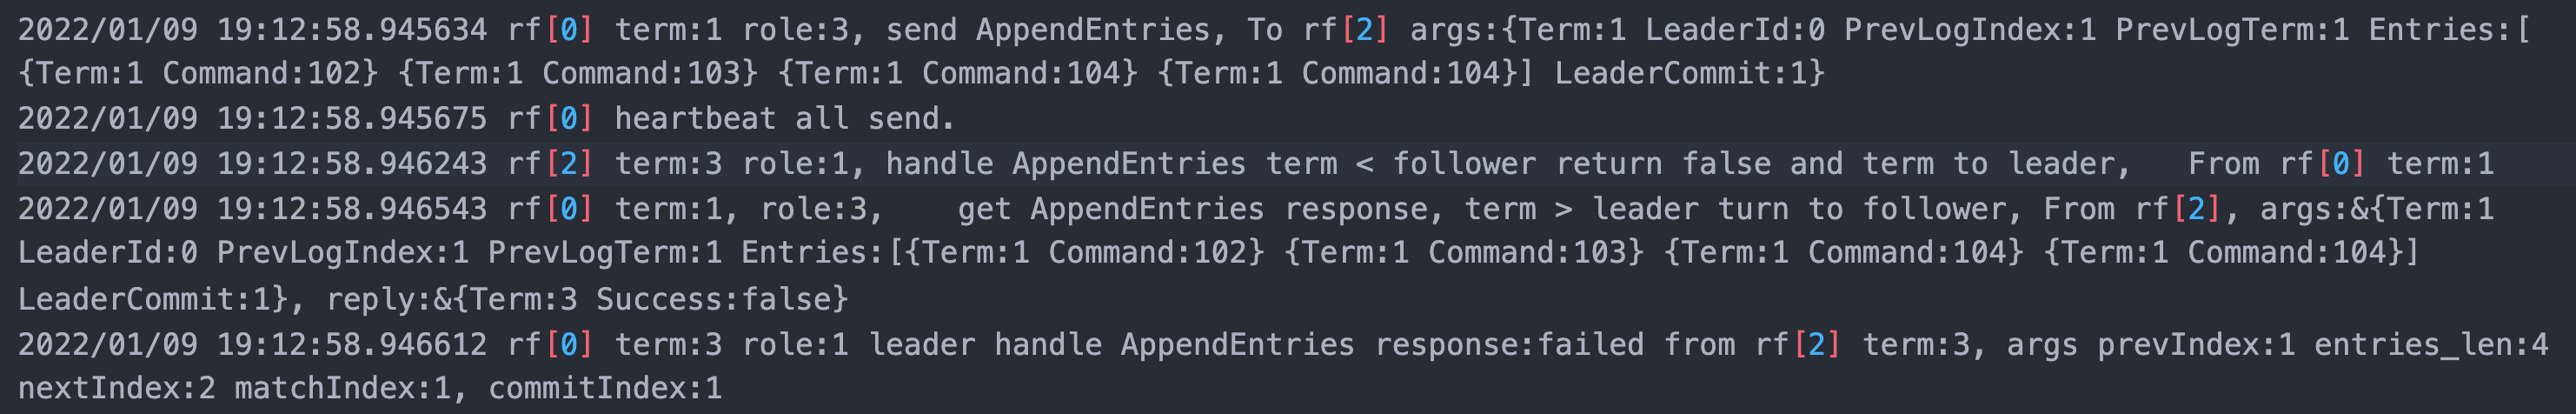 2022/01/09 19:12:58.945634 rf[0] term:1 role:3, send AppendEntries, To rf[2] args:{Term:1 LeaderId:0 PrevLogIndex:1 PrevLogTerm:1 Entries:[
{Term:1 Command:102} {Term:1 Command:103} {Term:1 Command:104} {Term:1 Command:104}] LeaderCommit:1}
2022/01/09 19:12:58.945675 rf[0] heartbeat all send.
2022/01/09 19:12:58.946243 rf[2] term:3 role:1, handle AppendEntries term < follower return false and term to leader,   From rf[0] term:1
2022/01/09 19:12:58.946543 rf[0] term:1, role:3,    get AppendEntries response, term > leader turn to follower, From rf[2], args:&{Term:1
LeaderId:0 PrevLogIndex:1 PrevLogTerm:1 Entries:[{Term:1 Command:102} {Term:1 Command:103} {Term:1 Command:104} {Term:1 Command:104}]
LeaderCommit:1}, reply:&{Term:3 Success:false}
2022/01/09 19:12:58.946612 rf[0] term:3 role:1 leader handle AppendEntries response:failed from rf[2] term:3, args prevIndex:1 entries_len:4
nextIndex:2 matchIndex:1, commitIndex:1